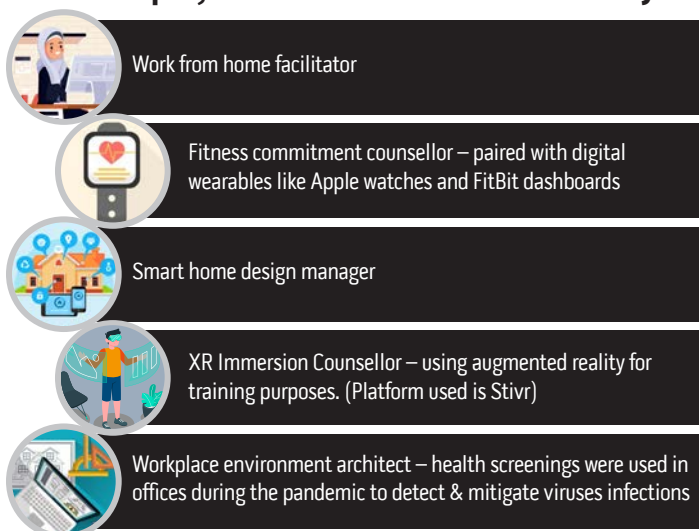 Work from home facilitator
Fitness commitment counsellor – paired with digital
wearables like Apple watches and FitBit dashboards
Smart home design manager
XR Immersion Counsellor – using augmented reality for
training purposes. (Platform used is Stivr)
Workplace environment architect – health screenings were used in
offices during the pandemic to detect & mitigate viruses infections